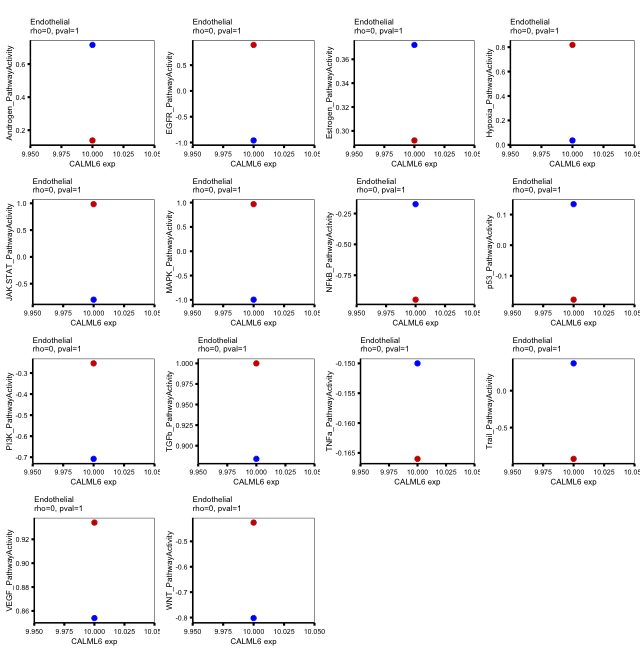 Endothelial
rho=0, pval=1
Androgen_PathwayActivity
0.6
0.4
0.2
9.950 9.975 10.000 10.025 10.05
CALML6 exp
Endothelial
rho=0, pval=1
EGFR_PathwayActivity
0.5
0.0
-0.5
-1.0
9.950 9.975 10.000 10.025 10.05
CALML6 exp
Endothelial
rho=0, pval=1
Estrogen_PathwayActivity
0.36
0.34
0.32
0.30
9.950 9.975 10.000 10.025 10.05
CALML6 exp
Endothelial
rho=0, pval=1
Hypoxia_PathwayActivity
0.8
0.6
0.4
0.2
0.0
9.950 9.975 10.000 10.025 10.05
CALML6 exp
Endothelial
rho=0, pval=1
JAK.STAT_PathwayActivity
1.0
0.5
0.0
-0.5
9.950 9.975 10.000 10.025 10.05
CALML6 exp
Endothelial
rho=0, pval=1
MAPK_PathwayActivity
1.0
0.5
0.0
-0.5
-1.0
9.950 9.975 10.000 10.025 10.05
CALML6 exp
Endothelial
rho=0, pval=1
NFkB_PathwayActivity
-0.25
-0.50
-0.75
9.950 9.975 10.000 10.025 10.05
CALML6 exp
Endothelial
rho=0, pval=1
p53_PathwayActivity
0.1
0.0
-0.1
9.950 9.975 10.000 10.025 10.05
CALML6 exp
Endothelial
rho=0, pval=1
PI3K_PathwayActivity
-0.3
-0.4
-0.5
-0.6
-0.7
9.950 9.975 10.000 10.025 10.05
CALML6 exp
Endothelial
rho=0, pval=1
TGFb_PathwayActivity
1.000
0.975
0.950
0.925
0.900
9.950 9.975 10.000 10.025 10.05
CALML6 exp
Endothelial
rho=0, pval=1
TNFa_PathwayActivity
-0.150
-0.155
-0.160
-0.165
9.950 9.975 10.000 10.025 10.05
CALML6 exp
Endothelial
rho=0, pval=1
Trail_PathwayActivity
0.0
-0.5
9.950 9.975 10.000 10.025 10.05
CALML6 exp
Endothelial
rho=0, pval=1
VEGF_PathwayActivity
0.92
0.90
0.88
0.86
9.950 9.975 10.000 10.025 10.05
CALML6 exp
Endothelial
rho=0, pval=1
WNT_PathwayActivity
-0.5
-0.6
-0.7
-0.8
9.950 9.975 10.000 10.025 10.050
CALML6 exp